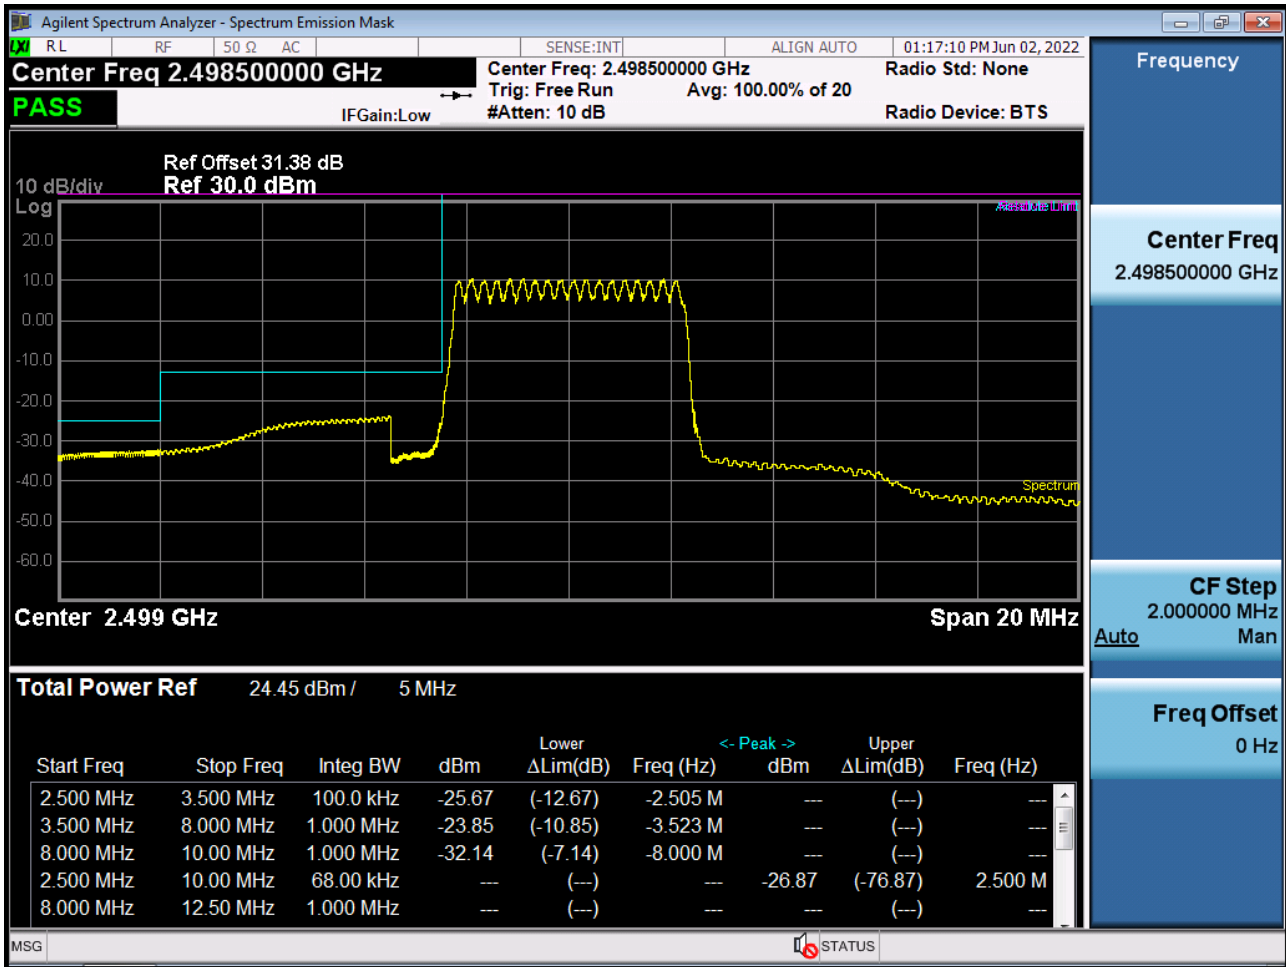 Agilent Spectrum Analyzer - Spectrum Emission Mask
LXI RL RF 50 Ω AC SENSE:INT ALIGN AUTO 01:17:10 PM Jun 02, 2022
Center Freq 2.498500000 GHz
Center Freq: 2.498500000 GHz Radio Std: None
Trig: Free Run Avg: 100.00% of 20
PASS IFGain:Low #Atten: 10 dB Radio Device: BTS
Ref Offset 31.38 dB
10 dB/div Ref 30.0 dBm
Log
Absolute Limit
20.0
10.0
0.00
-10.0
-20.0
-30.0
-40.0
Spectrum
-50.0
-60.0
Center 2.499 GHz Span 20 MHz
Total Power Ref 24.45 dBm / 5 MHz
Lower <- Peak -> Upper
Start Freq Stop Freq Integ BW dBm ΔLim(dB) Freq (Hz) dBm ΔLim(dB) Freq (Hz)
2.500 MHz 3.500 MHz 100.0 kHz -25.67 (-12.67) -2.505 M --- (---) ---
3.500 MHz 8.000 MHz 1.000 MHz -23.85 (-10.85) -3.523 M --- (---) ---
8.000 MHz 10.00 MHz 1.000 MHz -32.14 (-7.14) -8.000 M --- (---) ---
2.500 MHz 10.00 MHz 68.00 kHz --- (---) --- -26.87 (-76.87) 2.500 M
8.000 MHz 12.50 MHz 1.000 MHz --- (---) --- --- (---) ---
MSG STATUS
Frequency
Center Freq
2.498500000 GHz
CF Step
2.000000 MHz
Auto Man
Freq Offset
0 Hz